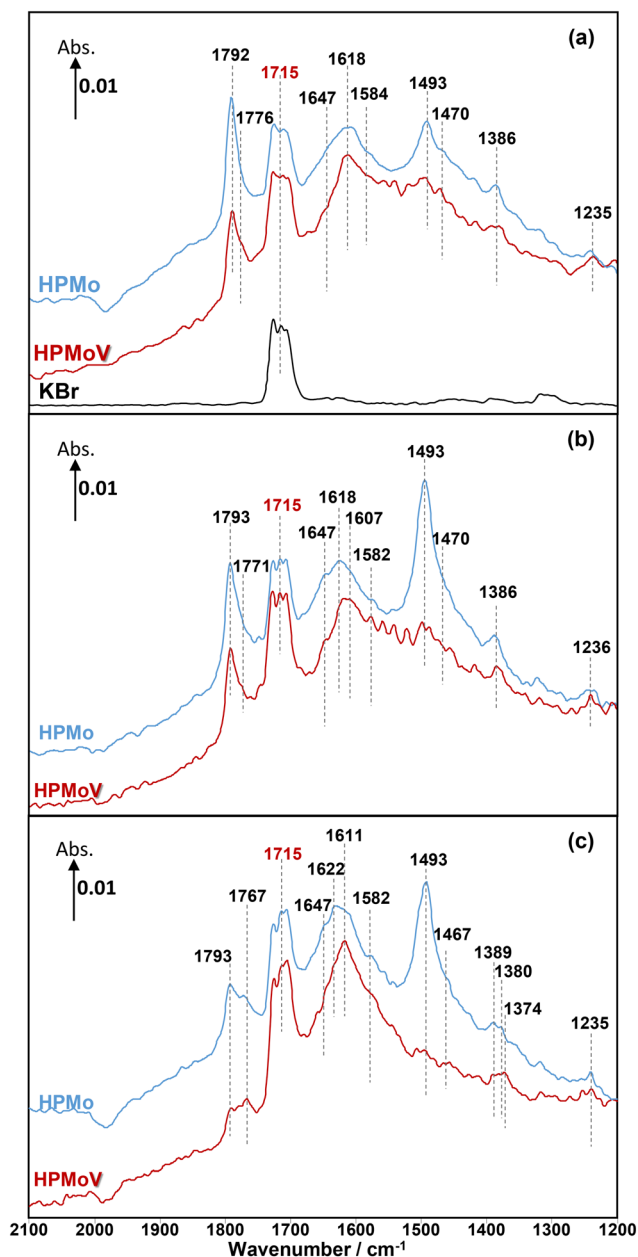 (a)
Abs.
0.01
1792
1776
1715
1647
1618
1584
1493
1470
1386
1235
HPMo
HPMoV
KBr
(b)
Abs.
0.01
1793
1771
1715
1647
1618
1607
1582
1493
1470
1386
1236
HPMo
HPMoV
(c)
Abs.
0.01
1793
1767
1715
1647
1622
1611
1582
1493
1467
1389
1380
1374
1235
HPMo
HPMoV
2100 2000 1900 1800 1700 1600 1500 1400 1300 1200
Wavenumber / cm-1